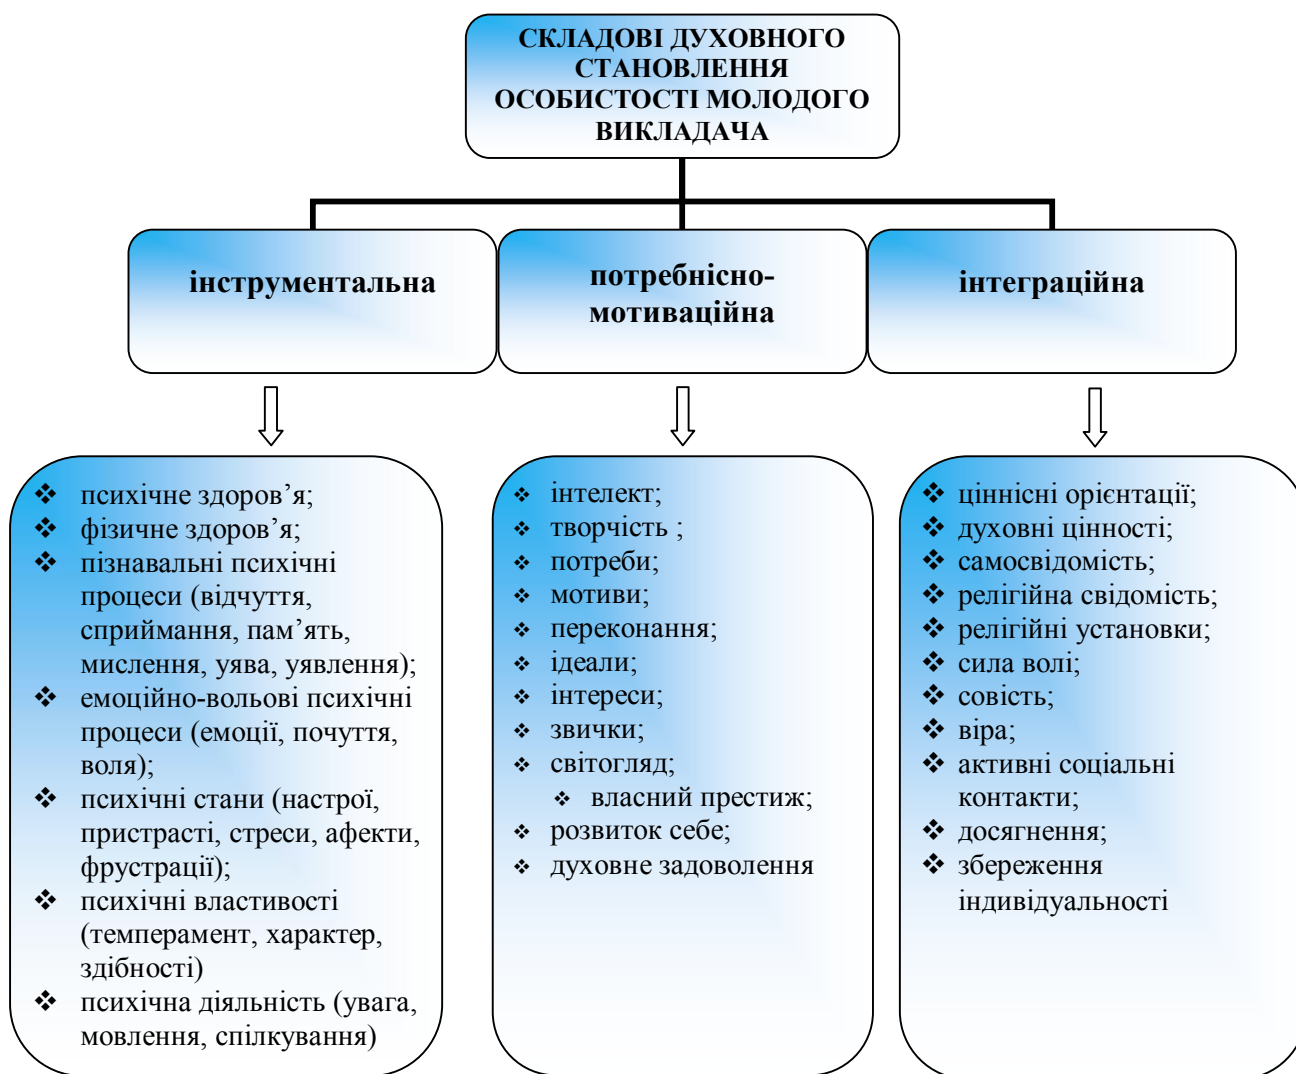 СКЛАДОВІ ДУХОВНОГО
СТАНОВЛЕННЯ
ОСОБИСТОСТІ МОЛОДОГО
ВИКЛАДАЧА
інструментальна
потребнісно-
мотиваційна
інтеграційна
❖ психічне здоров’я;
❖ фізичне здоров’я;
❖ пізнавальні психічні
процеси (відчуття,
сприймання, пам’ять,
мислення, уява, уявлення);
❖ емоційно-вольові психічні
процеси (емоції, почуття,
воля);
❖ психічні стани (настрої,
пристрасті, стреси, афекти,
фрустрації);
❖ психічні властивості
(темперамент, характер,
здібності)
❖ психічна діяльність (увага,
мовлення, спілкування)
❖ інтелект;
❖ творчість ;
❖ потреби;
❖ мотиви;
❖ переконання;
❖ ідеали;
❖ інтереси;
❖ звички;
❖ світогляд;
❖ власний престиж;
❖ розвиток себе;
❖ духовне задоволення
❖ ціннісні орієнтації;
❖ духовні цінності;
❖ самосвідомість;
❖ релігійна свідомість;
❖ релігійні установки;
❖ сила волі;
❖ совість;
❖ віра;
❖ активні соціальні
контакти;
❖ досягнення;
❖ збереження
індивідуальності